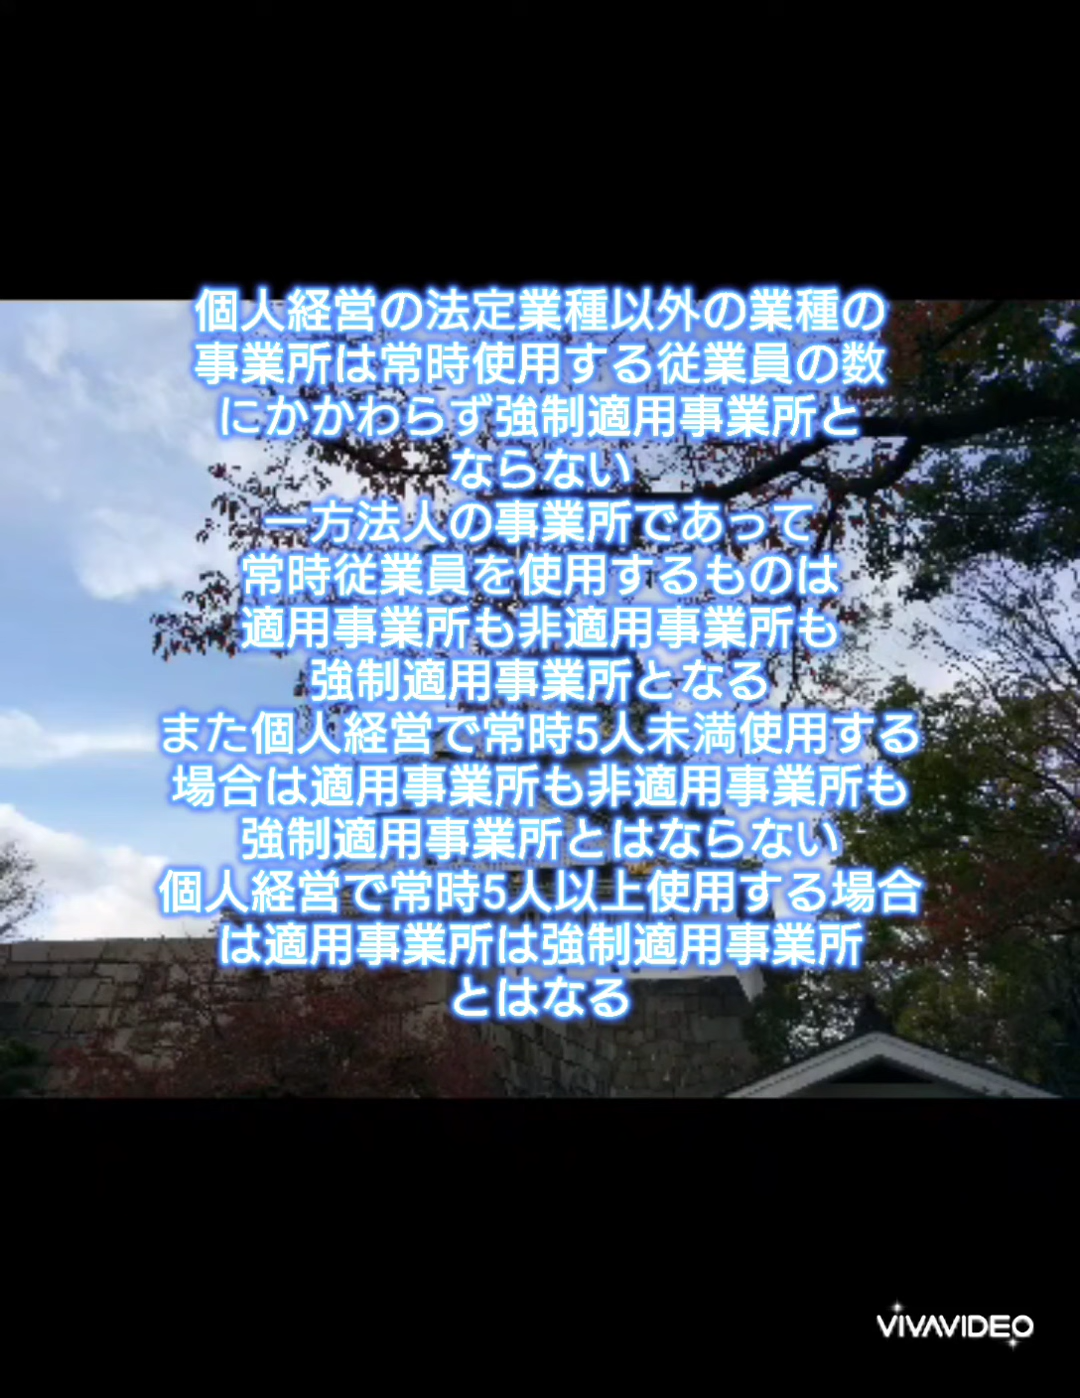 個人経営の法定業種以外の業種の
事業所は常時使用する従業員の数
にかかわらず強制適用事業所と
ならない
一方法人の事業所であって
常時従業員を使用するものは
適用事業所も非適用事業所も
強制適用事業所となる
また個人経営で常時5人未満使用する
場合は適用事業所も非適用事業所も
強制適用事業所とはならない
個人経営で常時5人以上使用する場合
は適用事業所は強制適用事業所
とはなる
VIVAVIDEO